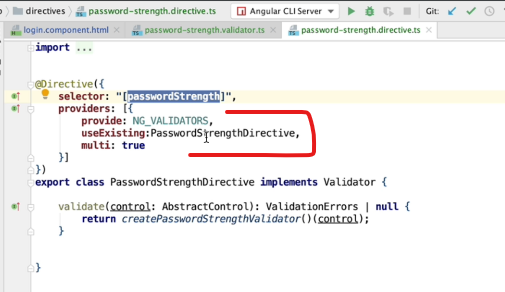 directives
password-strength.directive.ts
Angular CLI Server
Git:
login.component.html
password-strength.validator.ts
password-strength.directive.ts
import ...
@Directive({
selector: "[passwordStrength]",
providers: [{
provide: NG_VALIDATORS,
useExisting:PasswordStrengthDirective,
multi: true
}]
})
export class PasswordStrengthDirective implements Validator {
validate(control: AbstractControl): ValidationErrors | null {
return createPasswordStrengthValidator()(control);
}
}